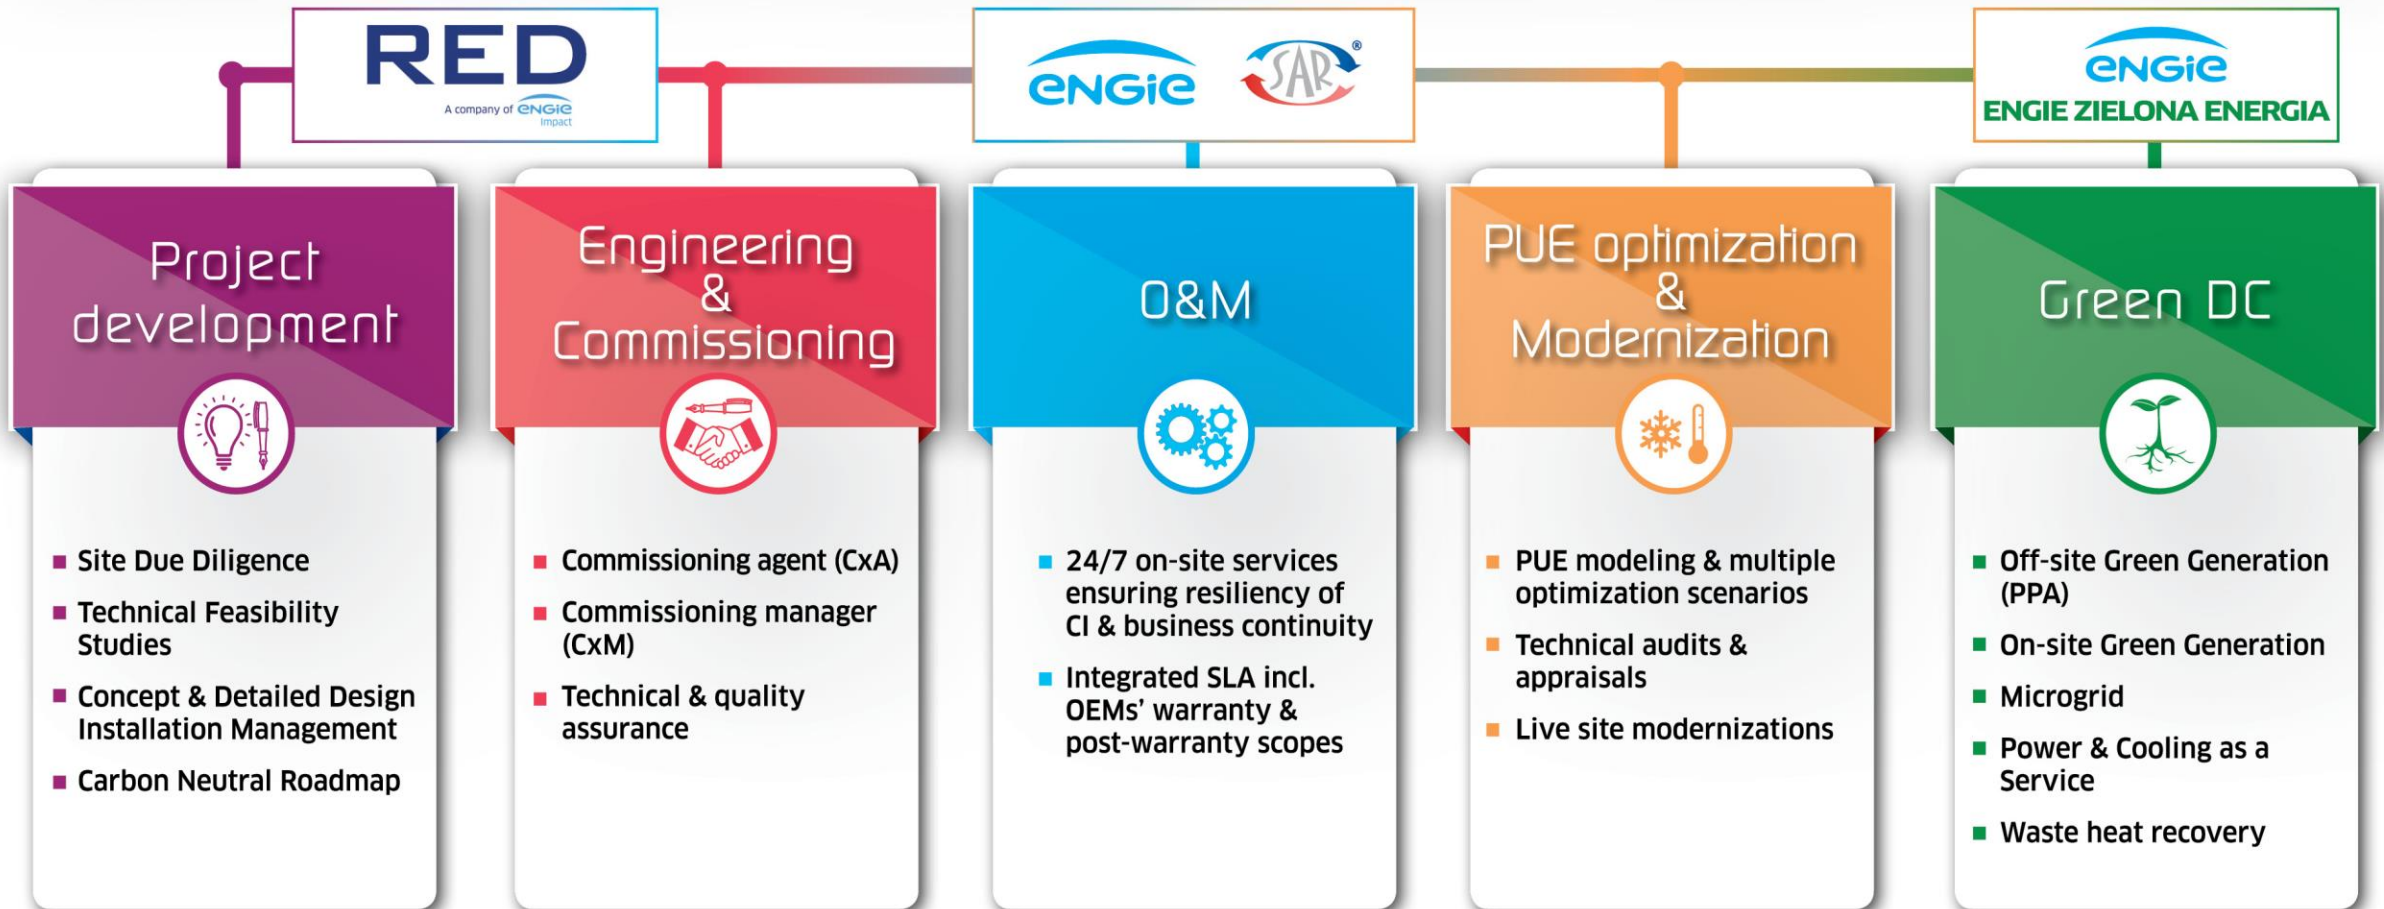 RED
A company of ENGIE
Impact
ENGIE
SAR®
ENGIE
ENGIE ZIELONA ENERGIA
Project
development
Site Due Diligence
Technical Feasibility
Studies
Concept & Detailed Design
Installation Management
Carbon Neutral Roadmap
Engineering
&
Commissioning
Commissioning agent (CxA)
Commissioning manager
(CxM)
Technical & quality
assurance
O&M
24/7 on-site services
ensuring resiliency of
CI & business continuity
Integrated SLA incl.
OEMs’ warranty &
post-warranty scopes
PUE optimization
&
Modernization
PUE modeling & multiple
optimization scenarios
Technical audits &
appraisals
Live site modernizations
Green DC
Off-site Green Generation
(PPA)
On-site Green Generation
Microgrid
Power & Cooling as a
Service
Waste heat recovery